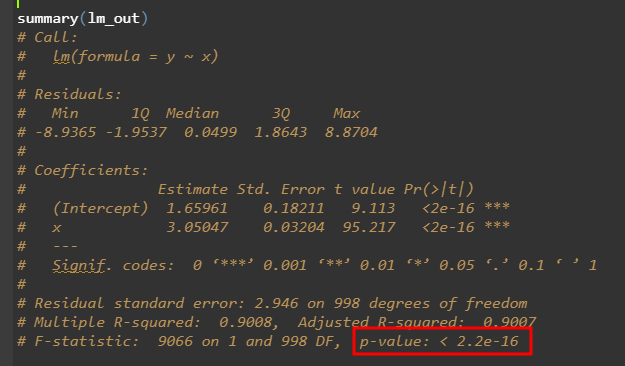 summary(lm_out)
# Call:
#   lm(formula = y ~ x)
#
# Residuals:
#   Min      1Q  Median      3Q     Max
# -8.9365 -1.9537  0.0499  1.8643  8.8704
#
# Coefficients:
#               Estimate Std. Error t value Pr(>|t|)
#   (Intercept)  1.65961    0.18211   9.113   <2e-16 ***
#   x            3.05047    0.03204  95.217   <2e-16 ***
#   ---
#   Signif. codes:  0 ‘***’ 0.001 ‘**’ 0.01 ‘*’ 0.05 ‘.’ 0.1 ‘ ’ 1
#
# Residual standard error: 2.946 on 998 degrees of freedom
# Multiple R-squared:  0.9008,  Adjusted R-squared:  0.9007
# F-statistic:  9066 on 1 and 998 DF,  p-value: < 2.2e-16